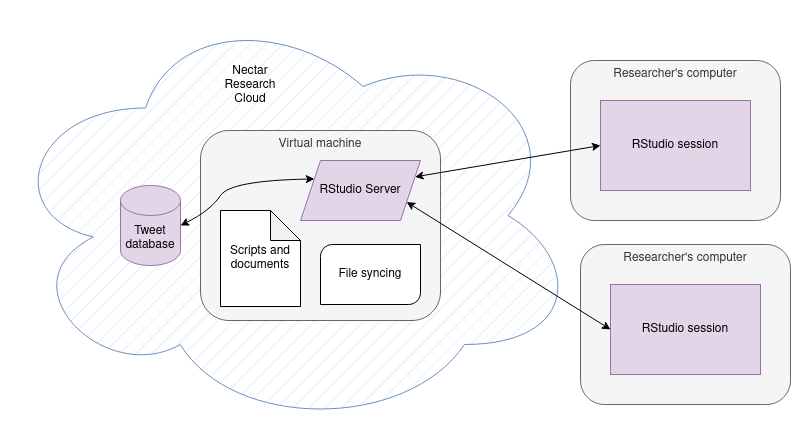 Nectar
Research
Cloud
Virtual machine
RStudio Server
Tweet
database
Scripts and
documents
File syncing
Researcher's computer
RStudio session
Researcher's computer
RStudio session